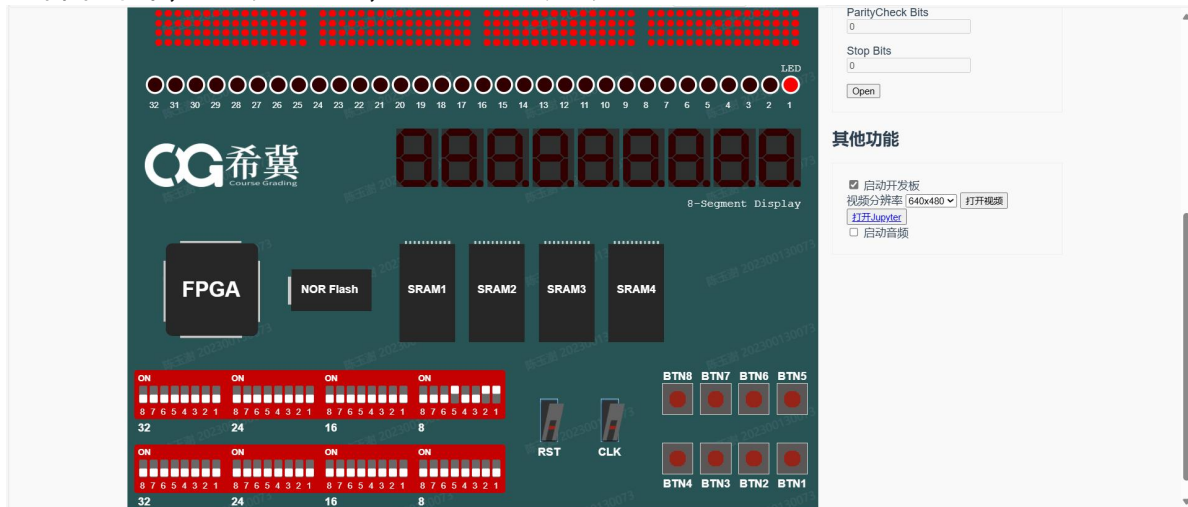 ParityCheck Bits
0
Stop Bits
0
Open
LED
32 31 30 29 28 27 26 25 24 23 22 21 20 19 18 17 16 15 14 13 12 11 10 9 8 7 6 5 4 3 2 1
CG希冀
Course Grading
8-Segment Display
其他功能
启动开发板
视频分辨率 640x480 打开视频
打开Jupyter
启动音频
FPGA
NOR Flash
SRAM1 SRAM2 SRAM3 SRAM4
ON ON ON ON
8 7 6 5 4 3 2 1 8 7 6 5 4 3 2 1 8 7 6 5 4 3 2 1 8 7 6 5 4 3 2 1
32 24 16 8
RST CLK
BTN8 BTN7 BTN6 BTN5
BTN4 BTN3 BTN2 BTN1
ON ON ON ON
8 7 6 5 4 3 2 1 8 7 6 5 4 3 2 1 8 7 6 5 4 3 2 1 8 7 6 5 4 3 2 1
32 24 16 8